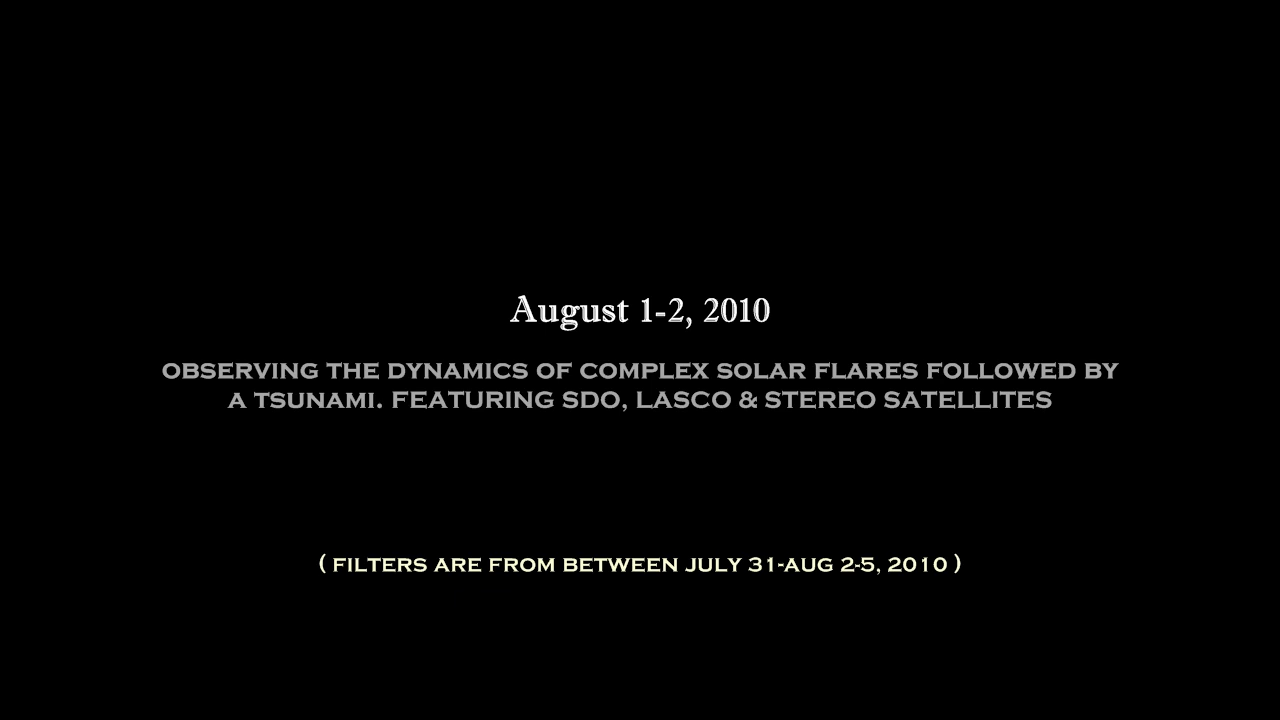 August 1-2, 2010
OBSERVING THE DYNAMICS OF COMPLEX SOLAR FLARES FOLLOWED BY
A TSUNAMI. FEATURING SDO, LASCO & STEREO SATELLITES
( FILTERS ARE FROM BETWEEN JULY 31-AUG 2-5, 2010 )